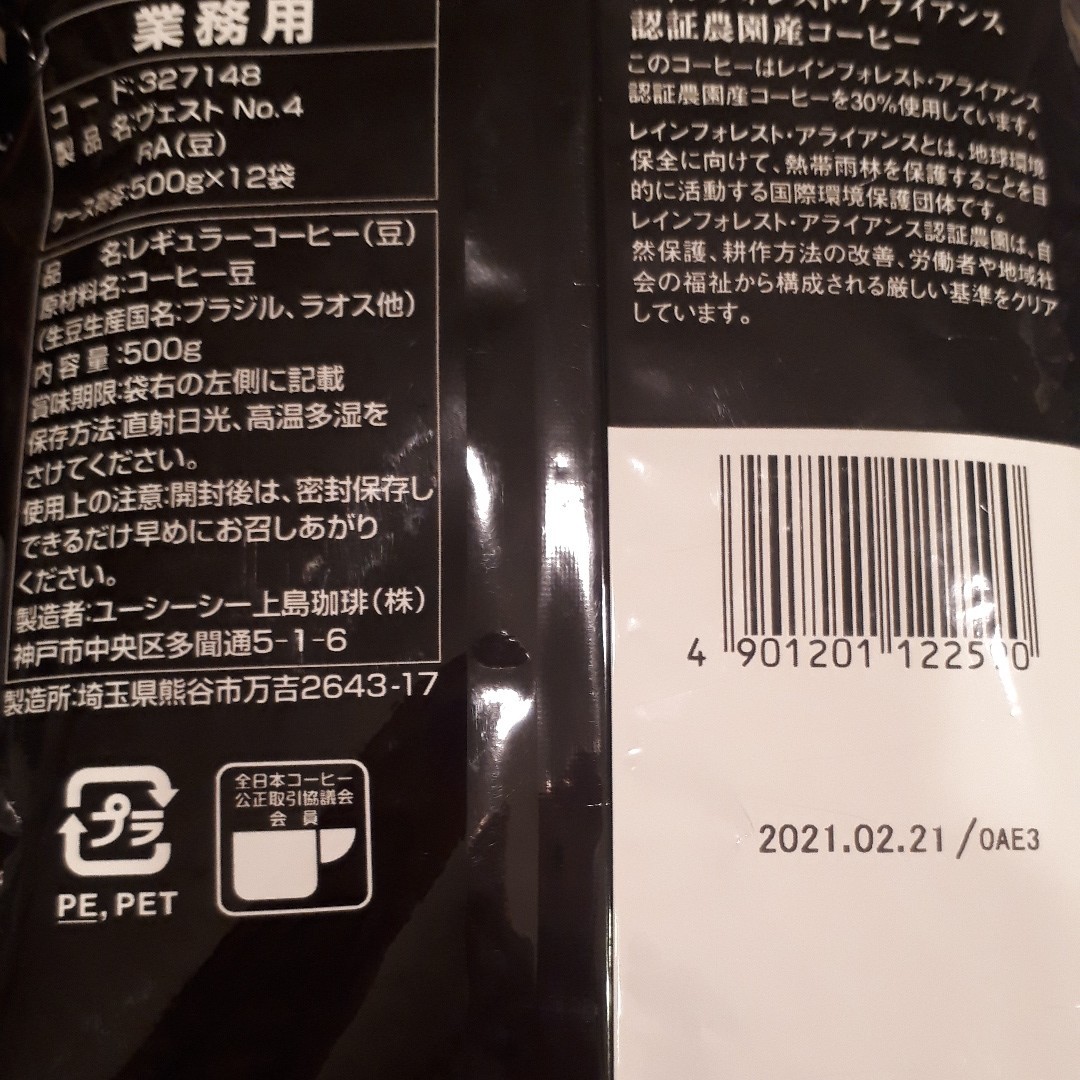 業務用
コード:327148
製品名:ヴェスト No.4
RA(豆)
ケース内容:500g×12袋
品名:レギュラーコーヒー(豆)
原材料名:コーヒー豆
(生豆生産国名:ブラジル、ラオス他)
内容量:500g
賞味期限:袋右の左側に記載
保存方法:直射日光、高温多湿を
さけてください。
使用上の注意:開封後は、密封保存し
できるだけ早めにお召しあがり
ください。
製造者:ユーシーシー上島珈琲(株)
神戸市中央区多聞通5-1-6
製造所:埼玉県熊谷市万吉2643-17
プラ
PE, PET
全日本コーヒー
公正取引協議会
会員
レインフォレスト・アライアンス
認証農園産コーヒー
このコーヒーはレインフォレスト・アライアンス
認証農園産コーヒーを30%使用しています。
レインフォレスト・アライアンスとは、地球環境
保全に向けて、熱帯雨林を保護することを目
的に活動する国際環境保護団体です。
レインフォレスト・アライアンス認証農園は、自
然保護、耕作方法の改善、労働者や地域社
会の福祉から構成される厳しい基準をクリア
しています。
4 901201 122590
2021.02.21/0AE3